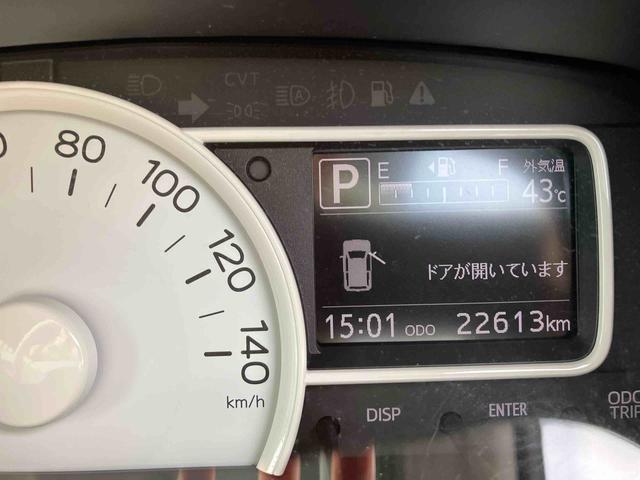 CVT
80
100
120
140
km/h
P
E F 外気温
43℃
ドアが開いています
15:01 ODO 22613km
DISP ENTER ODO
TRIP